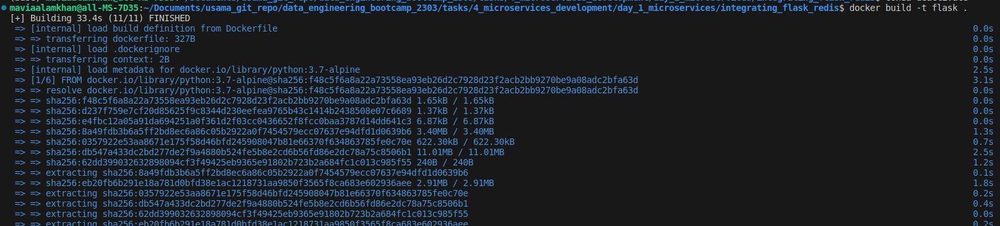 maviaalamkhan@all-MS-7D35:~/Documents/usama_git_repo/data_engineering_bootcamp_2303/tasks/4_microservices_development/day_1_microservices/integrating_flask_redis$ docker build -t flask .
[+] Building 33.4s (11/11) FINISHED
=> [internal] load build definition from Dockerfile 0.0s
=> => transferring dockerfile: 327B 0.0s
=> [internal] load .dockerignore 0.0s
=> => transferring context: 2B 0.0s
=> [internal] load metadata for docker.io/library/python:3.7-alpine 2.5s
=> [1/6] FROM docker.io/library/python:3.7-alpine@sha256:f48c5f6a8a22a73558ea93eb26d2c7928d23f2acb2bb9270be9a08adc2bfa63d 3.1s
=> => resolve docker.io/library/python:3.7-alpine@sha256:f48c5f6a8a22a73558ea93eb26d2c7928d23f2acb2bb9270be9a08adc2bfa63d 0.0s
=> => sha256:f48c5f6a8a22a73558ea93eb26d2c7928d23f2acb2bb9270be9a08adc2bfa63d 1.65kB / 1.65kB 0.0s
=> => sha256:d237f759e7cf20d85625f9c8344d230eefea9765b43c1414b2438508e07c6689 1.37kB / 1.37kB 0.0s
=> => sha256:e4fbc12a05a91da694251a0f361d2f03cc0436652f8fcc0baa3787d14dd641c3 6.87kB / 6.87kB 0.0s
=> => sha256:8a49fdb3b6a5ff2bd8ec6a86c05b2922a0f7454579ecc07637e94dfd1d0639b6 3.40MB / 3.40MB 1.3s
=> => sha256:0357922e53aa8671e175f58d46bfd245908047b81e66370f634863785fe0c70e 622.30kB / 622.30kB 0.7s
=> => sha256:db547a433dc2bd277de2f9a4880b524fe5b8e2cd6b56fd86e2dc78a75c8506b1 11.01MB / 11.01MB 2.5s
=> => sha256:62dd399032632898094cf3f49425eb9365e91802b723b2a684fc1c013c985f55 240B / 240B 1.2s
=> => extracting sha256:8a49fdb3b6a5ff2bd8ec6a86c05b2922a0f7454579ecc07637e94dfd1d0639b6 0.1s
=> => sha256:eb20fb6b291e18a781d0bfd38e1ac1218731aa9850f3565f8ca683e602936aee 2.91MB / 2.91MB 1.8s
=> => extracting sha256:0357922e53aa8671e175f58d46bfd245908047b81e66370f634863785fe0c70e 0.2s
=> => extracting sha256:db547a433dc2bd277de2f9a4880b524fe5b8e2cd6b56fd86e2dc78a75c8506b1 0.4s
=> => extracting sha256:62dd399032632898094cf3f49425eb9365e91802b723b2a684fc1c013c985f55 0.0s
=> => extracting sha256:eb20fb6b291e18a781d0bfd38e1ac1218731aa9850f3565f8ca683e602936aee 0.2s